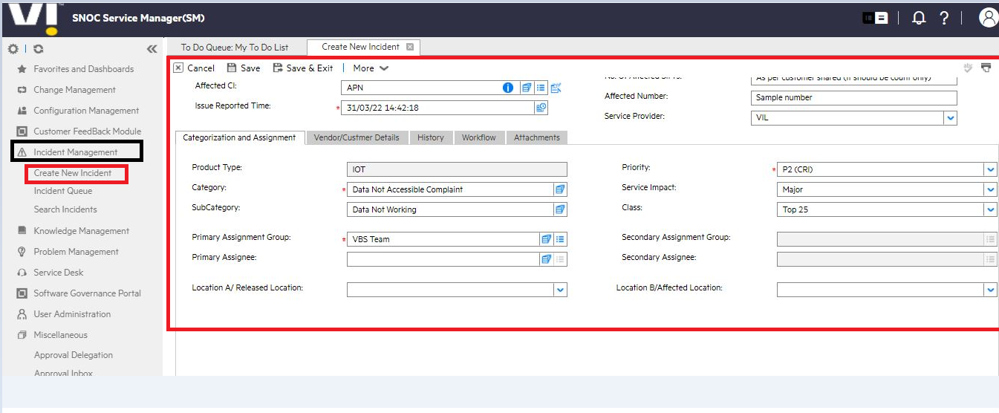 VI SNOC Service Manager(SM)
To Do Queue: My To Do List
Create New Incident
Cancel Save Save & Exit More
Favorites and Dashboards
Change Management
Configuration Management
Customer FeedBack Module
Incident Management
Create New Incident
Incident Queue
Search Incidents
Knowledge Management
Problem Management
Service Desk
Software Governance Portal
User Administration
Miscellaneous
Approval Delegation
Approval Inbox
As per customer shared (it should be count only)
Affected CI: APN
Affected Number: Sample number
Issue Reported Time: * 31/03/22 14:42:18
Service Provider: VIL
Categorization and Assignment Vendor/Custmer Details History Workflow Attachments
Product Type: IOT
Priority: * P2 (CRI)
Category: * Data Not Accessible Complaint
Service Impact: Major
SubCategory: Data Not Working
Class: Top 25
Primary Assignment Group: * VBS Team
Secondary Assignment Group:
Primary Assignee:
Secondary Assignee:
Location A/ Released Location:
Location B/Affected Location: